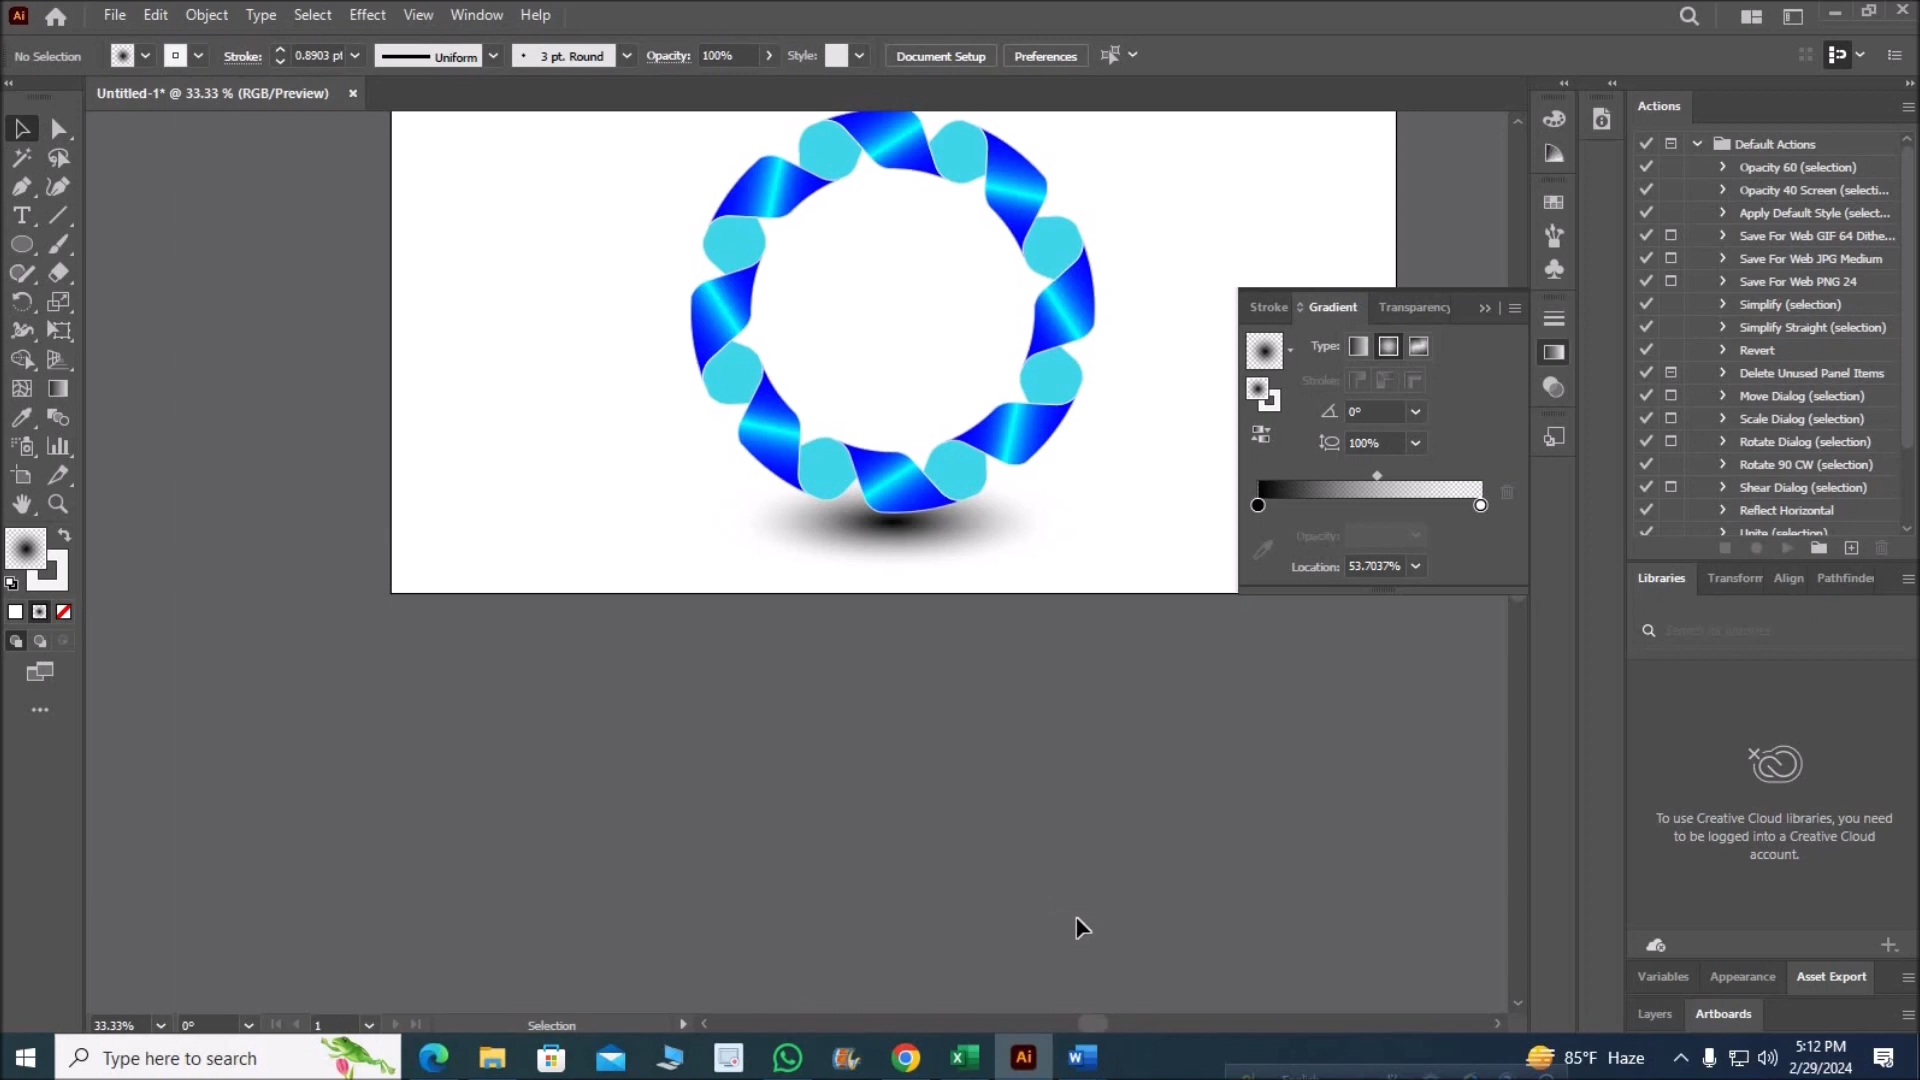 Ai File Edit Object Type Select Effect View Window Help
No Selection Stroke: 0.8903 pt Uniform 3 pt. Round Opacity: 100% Style: Document Setup Preferences
Untitled-1* @ 33.33 % (RGB/Preview)
Actions
Default Actions
Opacity 60 (selection)
Opacity 40 Screen (selecti...
Apply Default Style (select...
Save For Web GIF 64 Dithe...
Save For Web JPG Medium
Save For Web PNG 24
Simplify (selection)
Simplify Straight (selection)
Revert
Delete Unused Panel Items
Move Dialog (selection)
Scale Dialog (selection)
Rotate Dialog (selection)
Rotate 90 CW (selection)
Shear Dialog (selection)
Reflect Horizontal
Unite (selection)
Stroke Gradient Transparency
Type:
Stroke:
0°
100%
Opacity:
Location: 53.7037%
Libraries Transform Align Pathfinder
To use Creative Cloud libraries, you need
to be logged into a Creative Cloud
account.
Variables Appearance Asset Export
Layers Artboards
33.33% 0° 1 Selection
Type here to search
Ai
85°F Haze
5:12 PM
2/29/2024